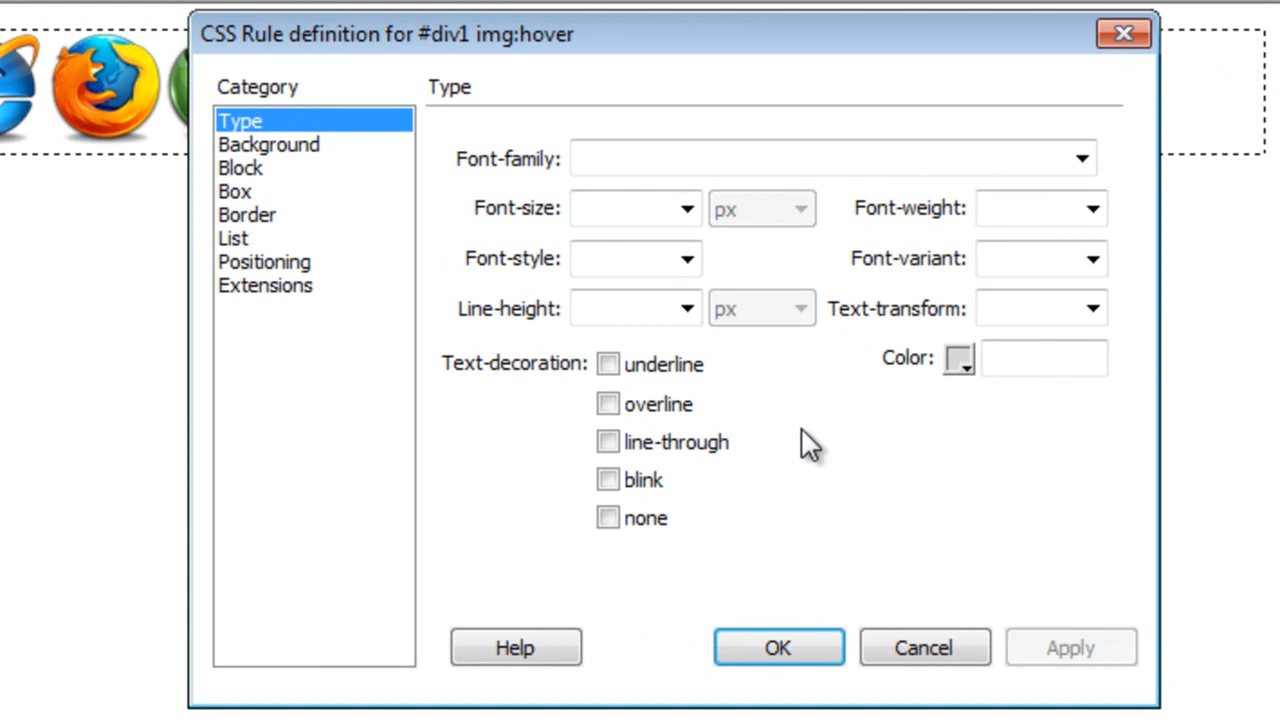 CSS Rule definition for #div1 img:hover
Category
Type
Type
Background
Block
Box
Border
List
Positioning
Extensions
Font-family:
Font-size:
px
Font-weight:
Font-style:
Font-variant:
Line-height:
px
Text-transform:
Text-decoration:
underline
Color:
overline
line-through
blink
none
Help
OK
Cancel
Apply